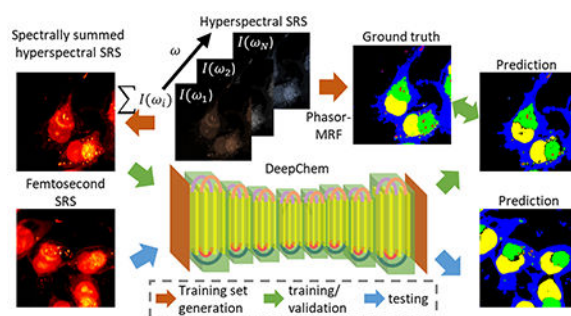 Spectrally summed
hyperspectral SRS
Hyperspectral SRS
ω
I(ω_N)
I(ω_2)
I(ω_1)
∑ I(ω_i)
Ground truth
Phasor-
MRF
Prediction
Femtosecond
SRS
DeepChem
Prediction
Training set
generation
training/
validation
testing